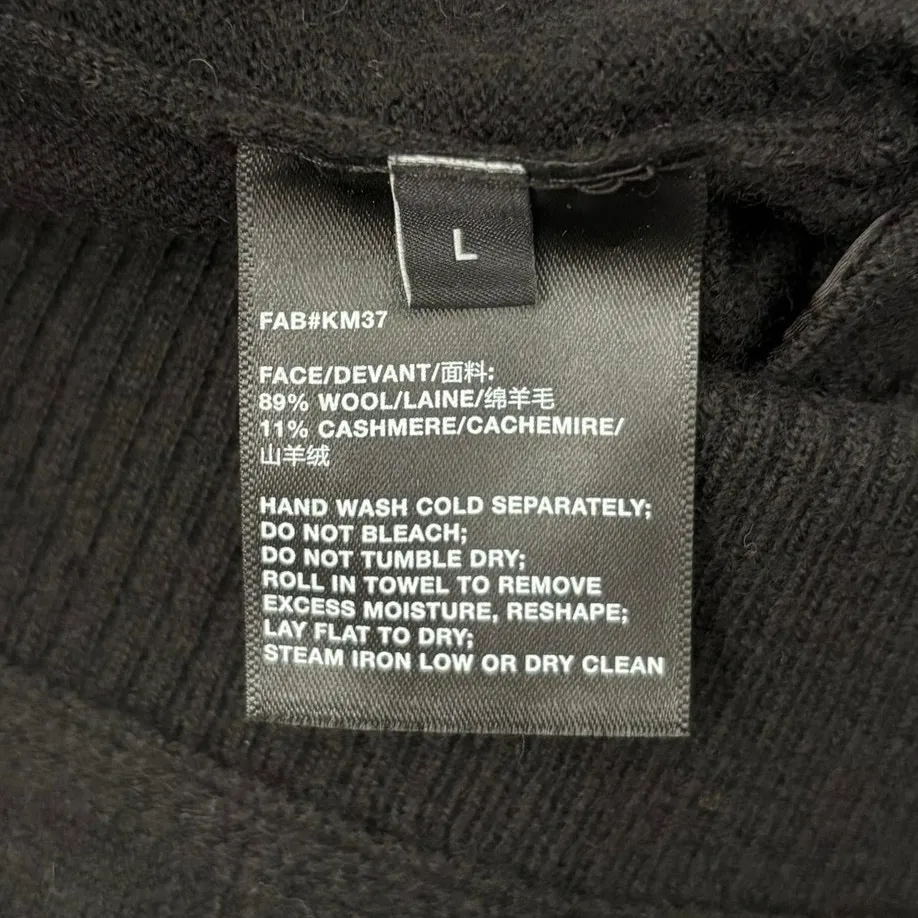 L
FAB#KM37
FACE/DEVANT/面料:
89% WOOL/LAINE/绵羊毛
11% CASHMERE/CACHEMIRE/
山羊绒
HAND WASH COLD SEPARATELY;
DO NOT BLEACH;
DO NOT TUMBLE DRY;
ROLL IN TOWEL TO REMOVE
EXCESS MOISTURE, RESHAPE;
LAY FLAT TO DRY;
STEAM IRON LOW OR DRY CLEAN